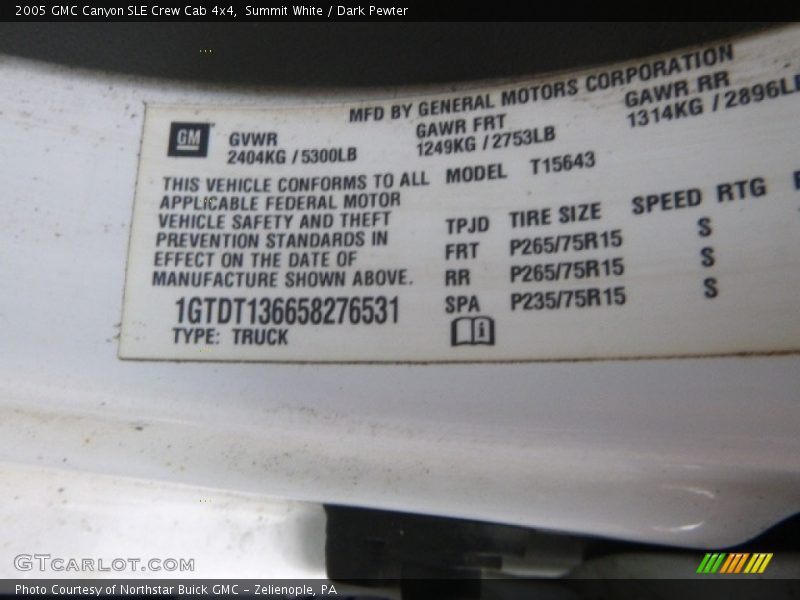 2005 GMC Canyon SLE Crew Cab 4x4, Summit White / Dark Pewter
MFD BY GENERAL MOTORS CORPORATION
GM
GVWR GAWR FRT GAWR RR
2404KG / 5300LB 1249KG / 2753LB 1314KG / 2896LB
THIS VEHICLE CONFORMS TO ALL MODEL T15643
APPLICABLE FEDERAL MOTOR
VEHICLE SAFETY AND THEFT TPJD TIRE SIZE SPEED RTG
PREVENTION STANDARDS IN FRT P265/75R15 S
EFFECT ON THE DATE OF RR P265/75R15 S
MANUFACTURE SHOWN ABOVE. SPA P235/75R15 S
1GTDT136658276531
TYPE: TRUCK
GTCARLOT.COM
Photo Courtesy of Northstar Buick GMC - Zelienople, PA